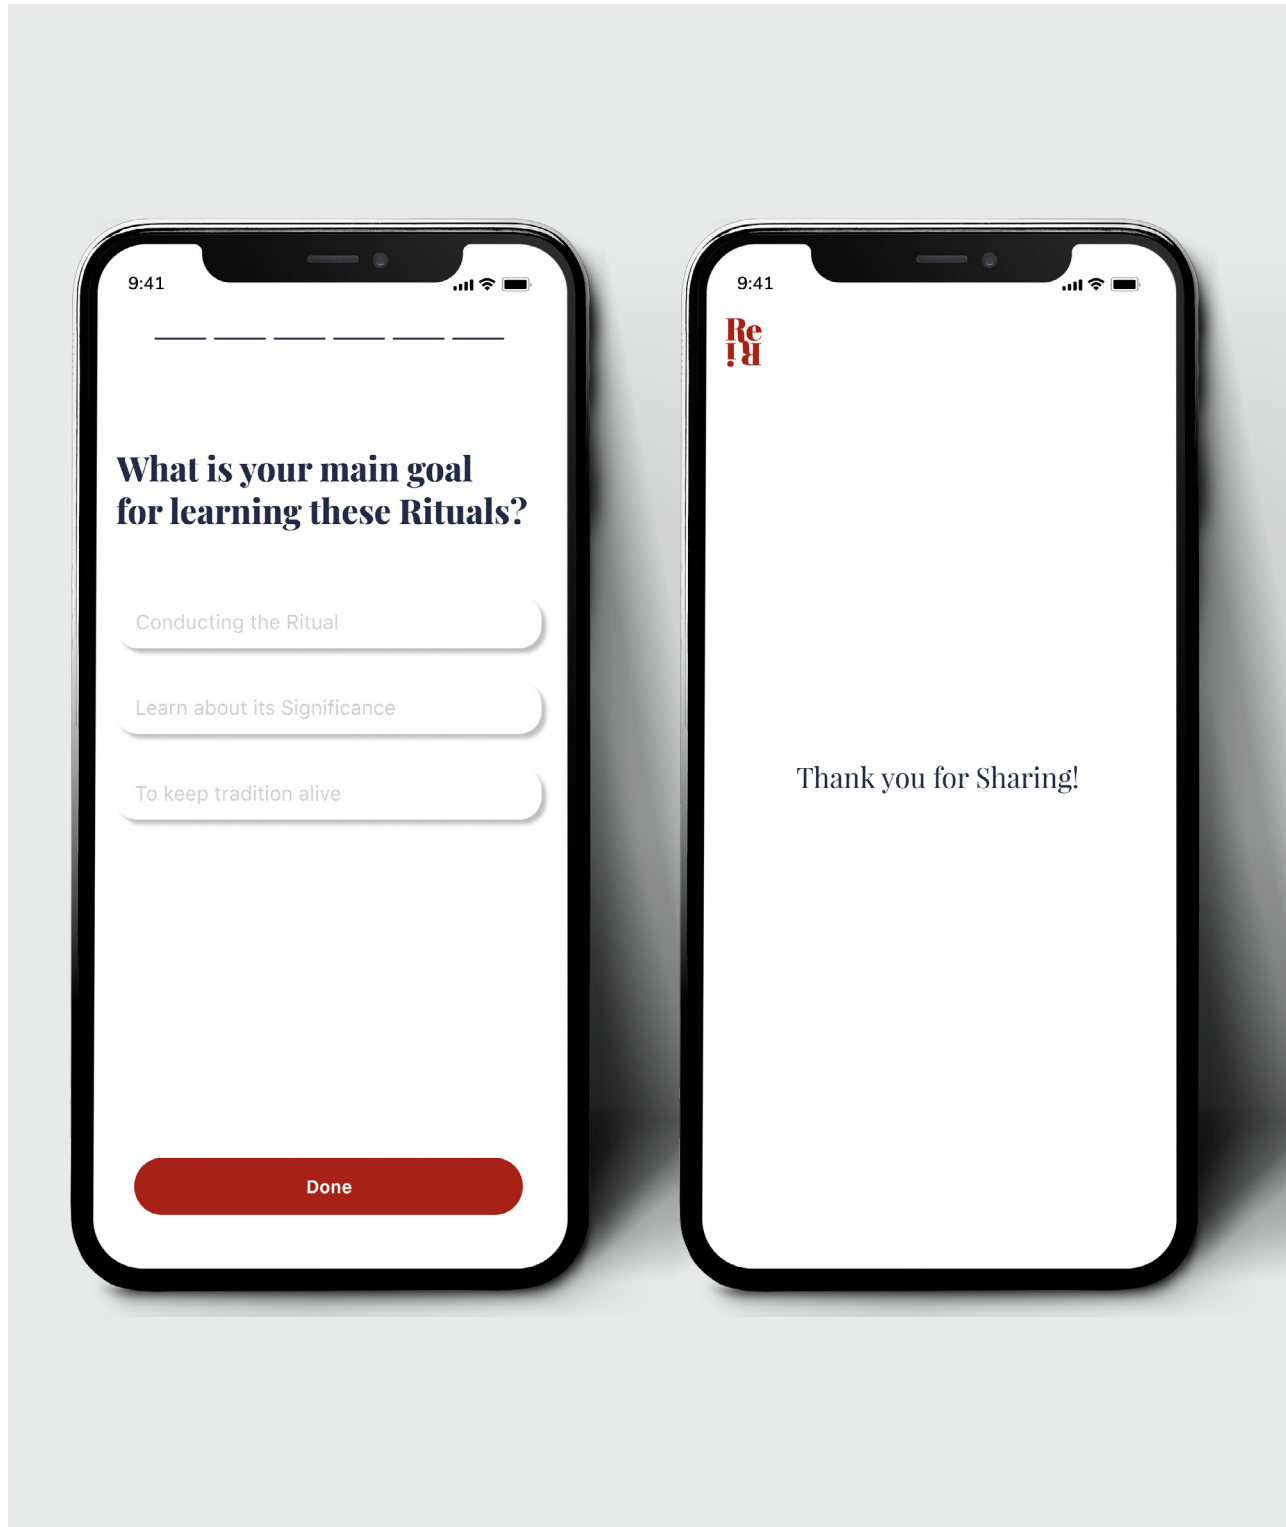 9:41
What is your main goal
for learning these Rituals?
Conducting the Ritual
Learn about its Significance
To keep tradition alive
Done
9:41
Re
Ri
Thank you for Sharing!